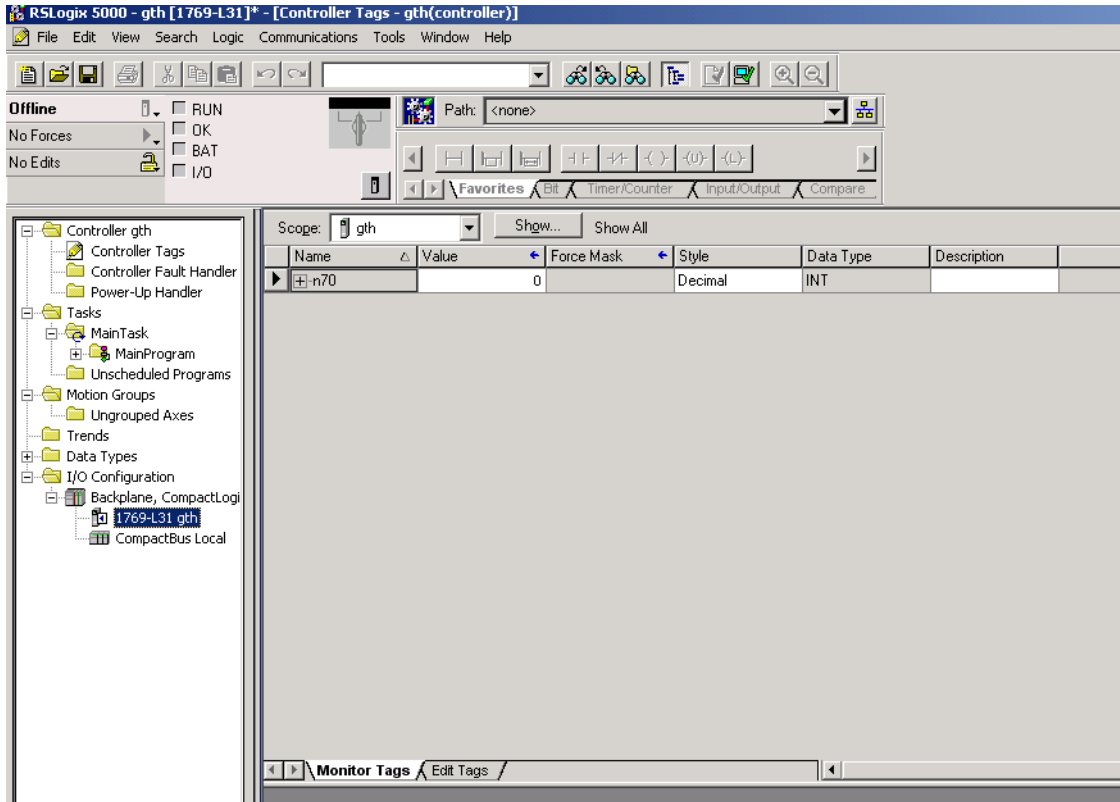 RSLogix 5000 - gth [1769-L31]* - [Controller Tags - gth(controller)]
File Edit View Search Logic Communications Tools Window Help
Offline
RUN
No Forces
OK
No Edits
BAT
I/O
Path: <none>
Favorites Bit Timer/Counter Input/Output Compare
Controller gth
Controller Tags
Controller Fault Handler
Power-Up Handler
Tasks
MainTask
MainProgram
Unscheduled Programs
Motion Groups
Ungrouped Axes
Trends
Data Types
I/O Configuration
Backplane, CompactLogi
1769-L31 gth
CompactBus Local
Scope: gth Show... Show All
Name Value Force Mask Style Data Type Description
n70 0 Decimal INT
Monitor Tags Edit Tags